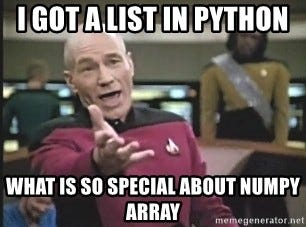 I GOT A LIST IN PYTHON
WHAT IS SO SPECIAL ABOUT NUMPY
ARRAY
memegenerator.net